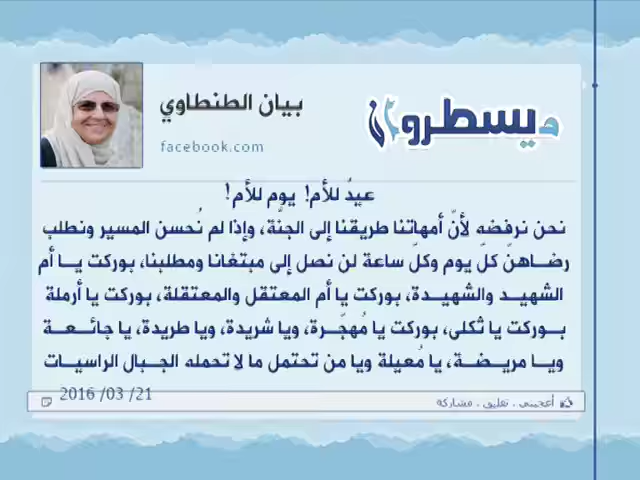 ويسطرون
بيان الطنطاوي
facebook.com
عيدٌ للأم! يوم للأم!
نحن نرفضه لأنّ أمهاتنا طريقنا إلى الجنّة، وإذا لم نُحسن المسير ونطلب
رضاهنّ كلّ يوم وكلّ ساعة لن نصل إلى مبتغانا ومطلبنا، بوركت يا أم
الشهيد والشهيدة، بوركت يا أم المعتقل والمعتقلة، بوركت يا أرملة
بوركت يا ثكلى، بوركت يا مُهجّرة، ويا شريدة، ويا طريدة، يا جائعة
ويا مريضة، يا مُعيلة ويا من تحتمل ما لا تحمله الجبال الراسيات
2016 /03 /21
أعجبني . تعليق . مشاركة